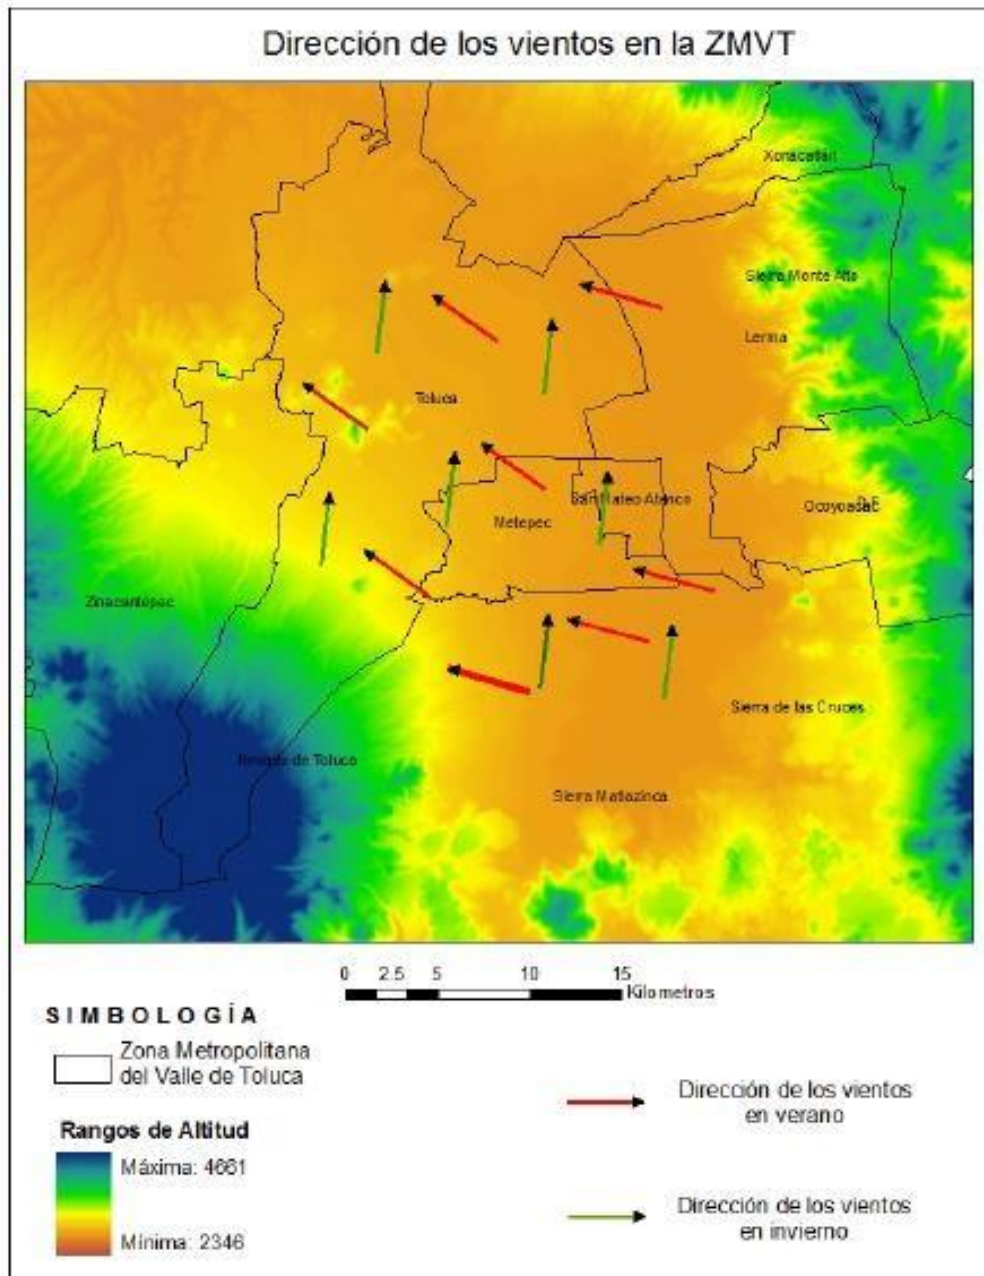 Dirección de los vientos en la ZMVT
Xonacatlán
Sierra Monte Alto
Lerma
Toluca
San Mateo Atenco
Metepec
Zinacantepec
Sierra de las Cruces
de Toluco
Sierra Matlazinca
0 2.5 5 10 15
Kilometros
SIMBOLOGÍA
Zona Metropolitana
del Valle de Toluca
Rangos de Altitud
Máxima: 4661
Mínima: 2346
Dirección de los vientos
en verano
Dirección de los vientos
en invierno